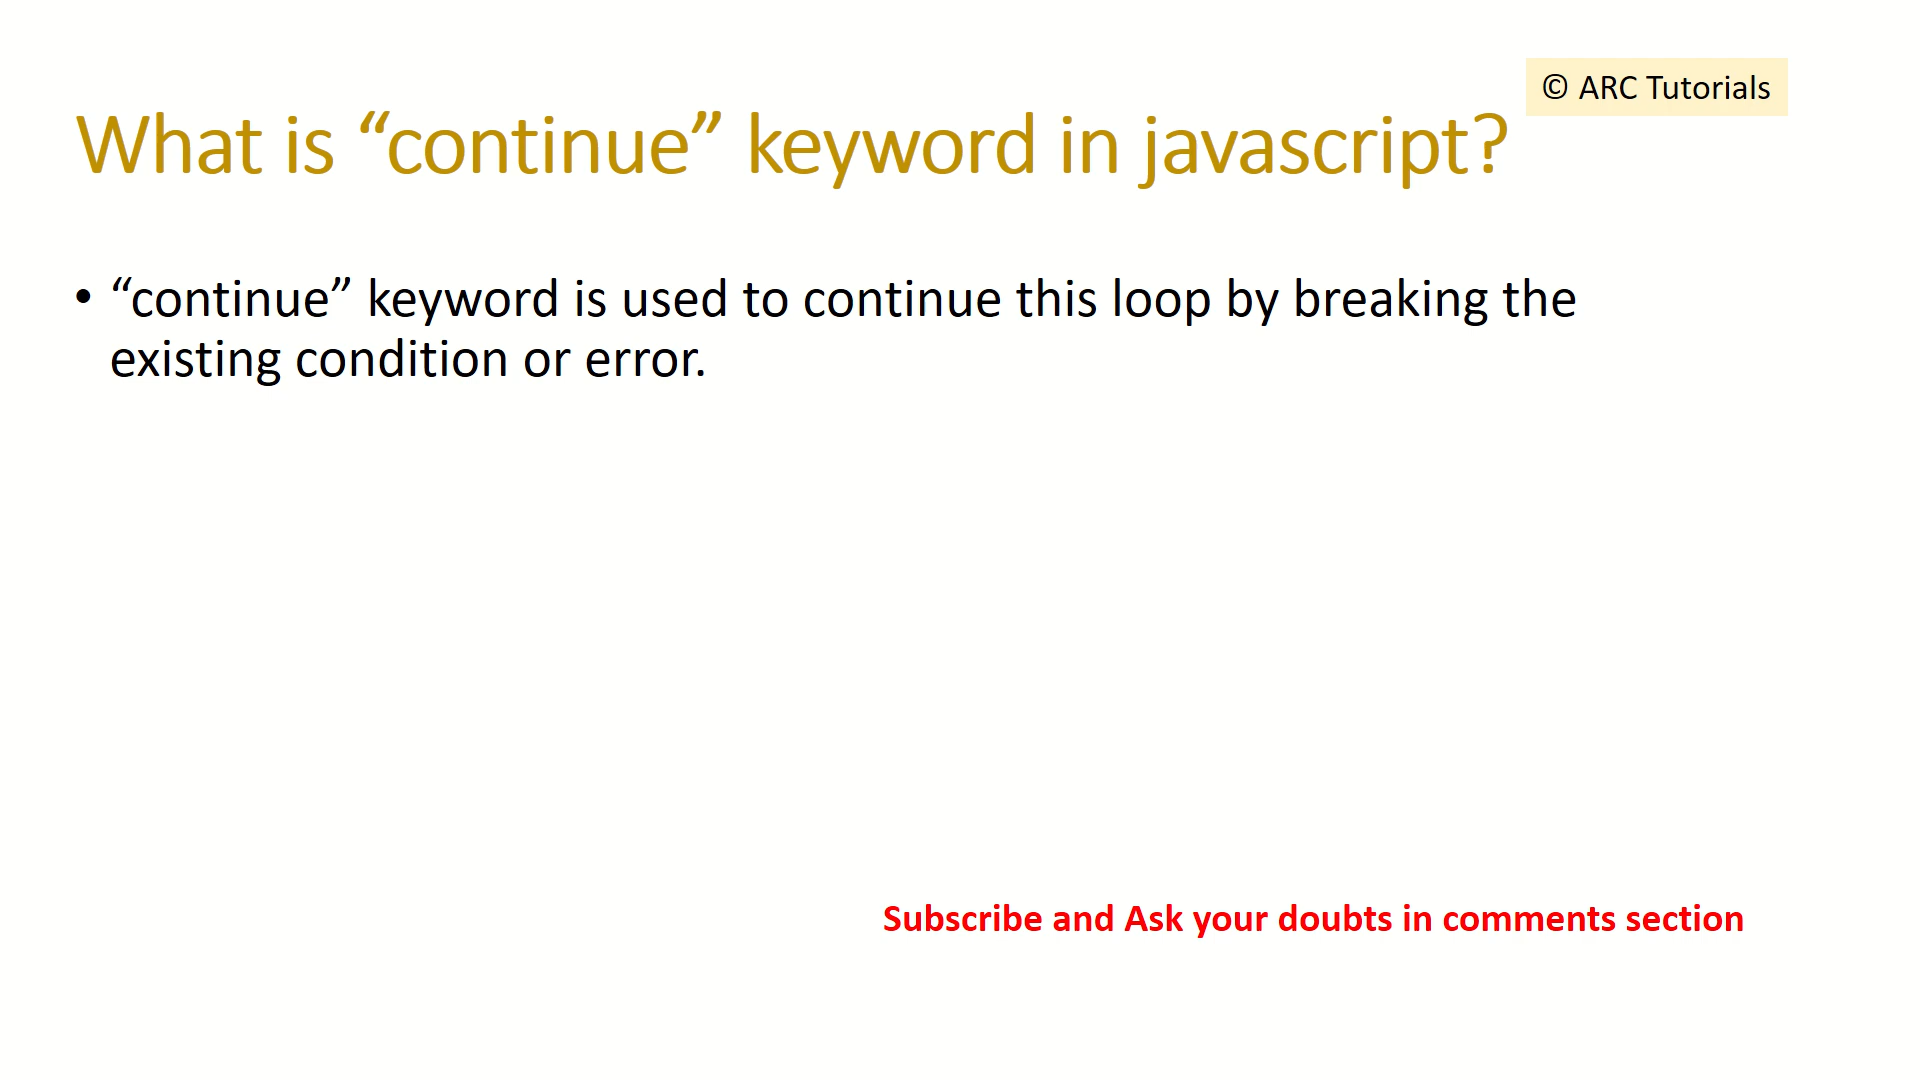 © ARC Tutorials
What is “continue” keyword in javascript?
• “continue” keyword is used to continue this loop by breaking the
existing condition or error.
Subscribe and Ask your doubts in comments section